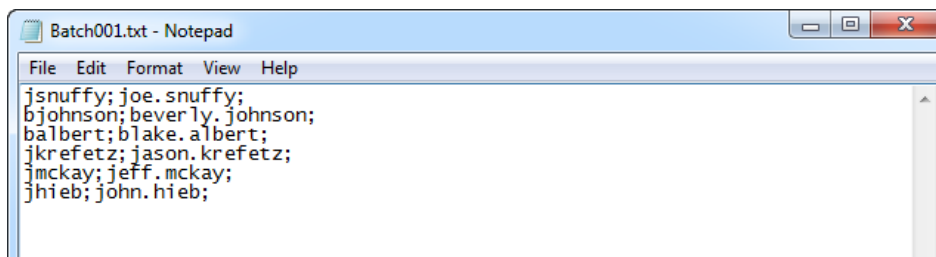 Batch001.txt - Notepad
File Edit Format View Help
jsnuffy;joe.snuffy;
bjohnson;beverly.johnson;
balbert;blake.albert;
jkrefetz;jason.krefetz;
jmckay;jeff.mckay;
jhieb;john.hieb;